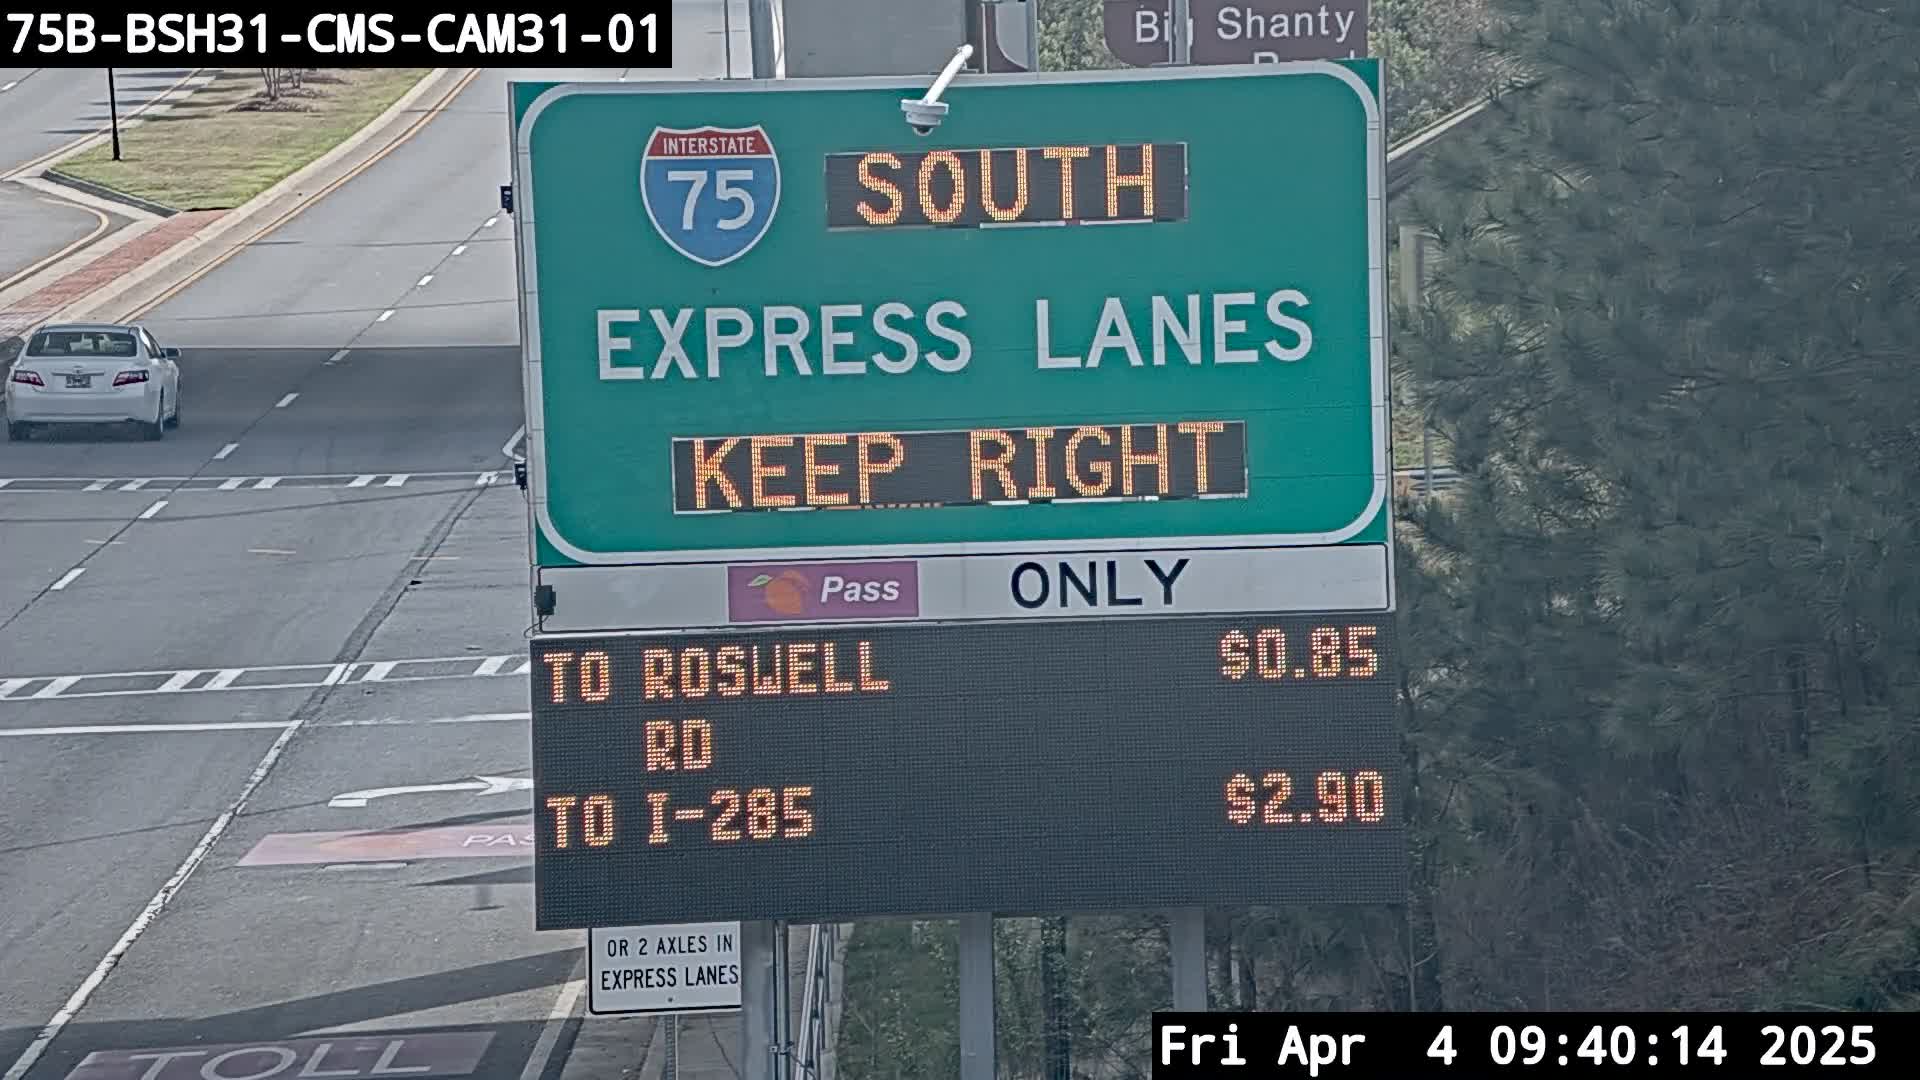 75B-BSH31-CMS-CAM31-01
Big Shanty
INTERSTATE
75
SOUTH
EXPRESS LANES
KEEP RIGHT
Pass ONLY
TO ROSWELL $0.85
RD
TO I-285 $2.90
PAS
OR 2 AXLES IN
EXPRESS LANES
TOLL
Fri Apr 4 09:40:14 2025